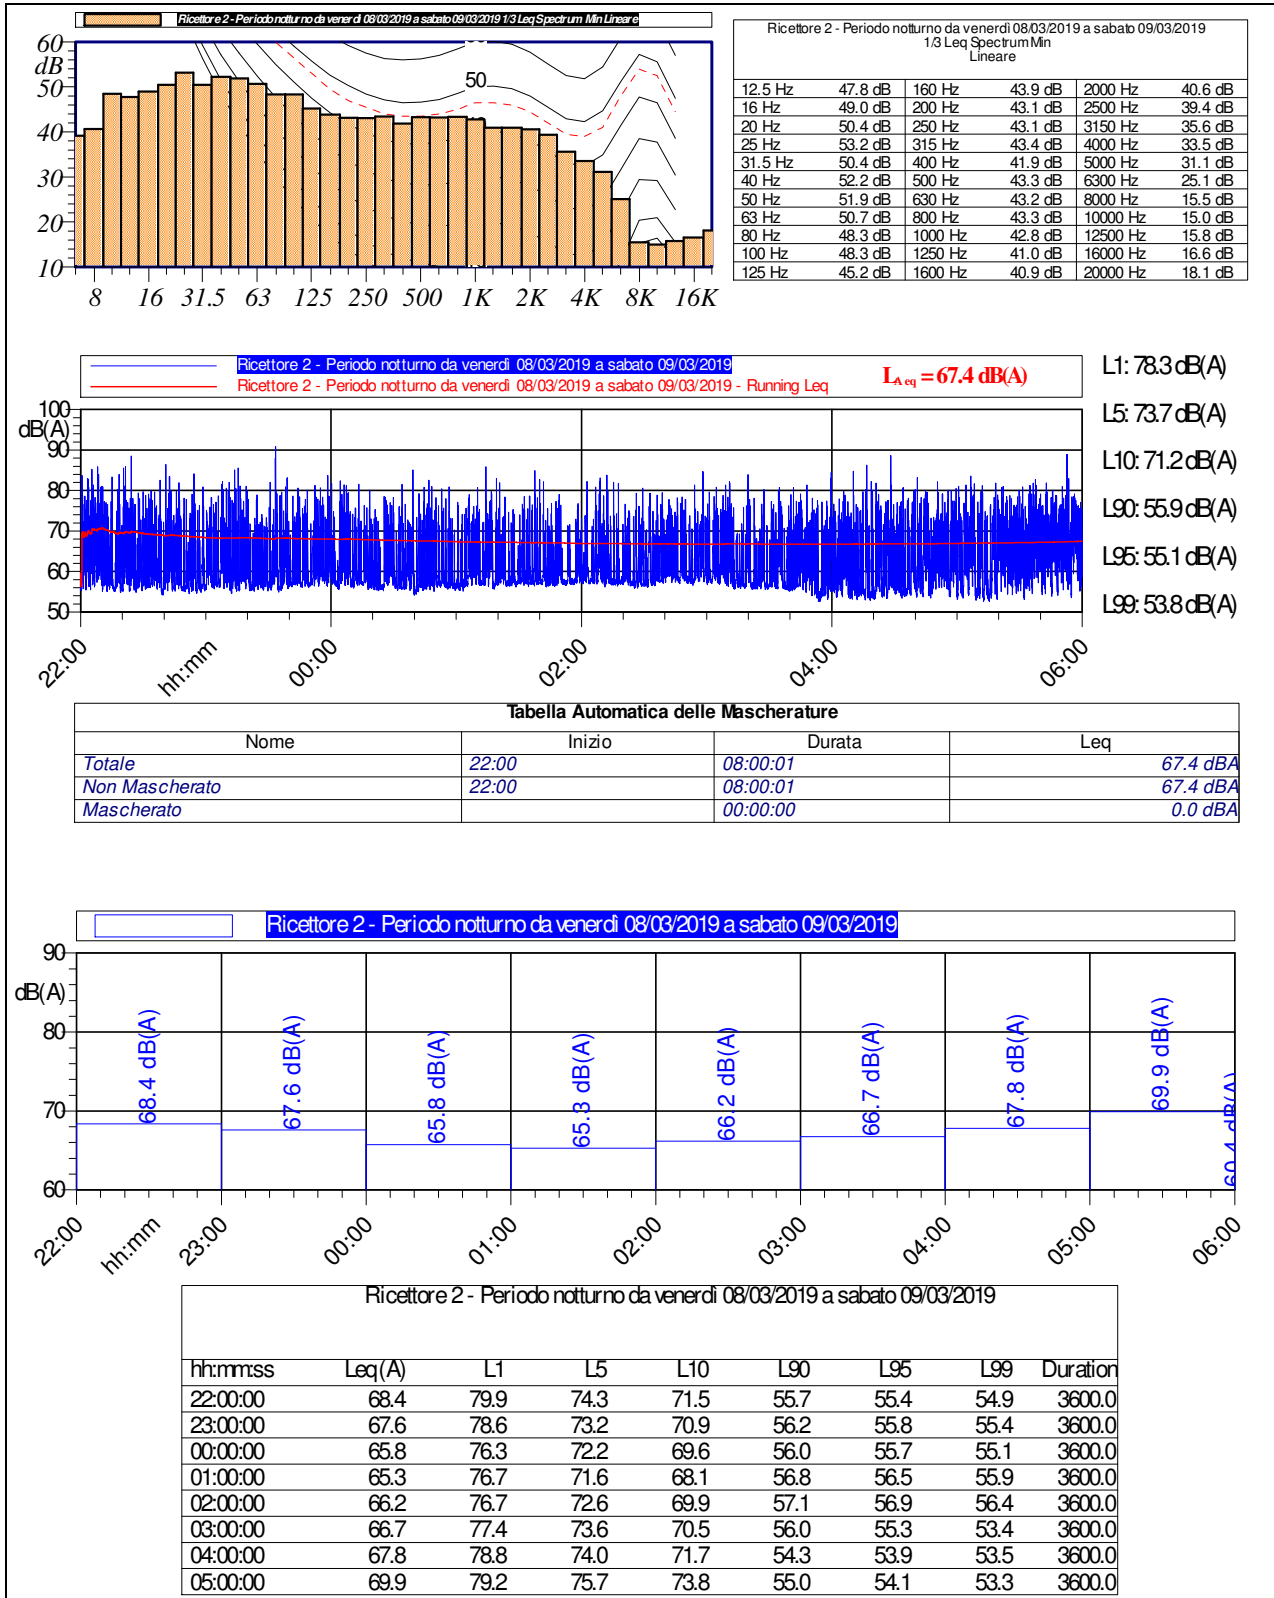 Ricettore 2 - Periodo notturno da venerdì 08/03/2019 a sabato 09/03/2019 1/3 Leq Spectrum Min Lineare
60
dB
50
40
30
20
10
50
8 16 31.5 63 125 250 500 1K 2K 4K 8K 16K
Ricettore 2 - Periodo notturno da venerdì 08/03/2019 a sabato 09/03/2019
1/3 Leq Spectrum Min
Lineare
12.5 Hz 47.8 dB 160 Hz 43.9 dB 2000 Hz 40.6 dB
16 Hz 49.0 dB 200 Hz 43.1 dB 2500 Hz 39.4 dB
20 Hz 50.4 dB 250 Hz 43.1 dB 3150 Hz 35.6 dB
25 Hz 53.2 dB 315 Hz 43.4 dB 4000 Hz 33.5 dB
31.5 Hz 50.4 dB 400 Hz 41.9 dB 5000 Hz 31.1 dB
40 Hz 52.2 dB 500 Hz 43.3 dB 6300 Hz 25.1 dB
50 Hz 51.9 dB 630 Hz 43.2 dB 8000 Hz 15.5 dB
63 Hz 50.7 dB 800 Hz 43.3 dB 10000 Hz 15.0 dB
80 Hz 48.3 dB 1000 Hz 42.8 dB 12500 Hz 15.8 dB
100 Hz 48.3 dB 1250 Hz 41.0 dB 16000 Hz 16.6 dB
125 Hz 45.2 dB 1600 Hz 40.9 dB 20000 Hz 18.1 dB
Ricettore 2 - Periodo notturno da venerdì 08/03/2019 a sabato 09/03/2019
Ricettore 2 - Periodo notturno da venerdì 08/03/2019 a sabato 09/03/2019 - Running Leq
LA eq = 67.4 dB(A)
L1: 78.3 dB(A)
L5: 73.7 dB(A)
L10: 71.2 dB(A)
L90: 55.9 dB(A)
L95: 55.1 dB(A)
L99: 53.8 dB(A)
100
dB(A)
90
80
70
60
50
22:00 hh:mm 00:00 02:00 04:00 06:00
Tabella Automatica delle Mascherature
Nome Inizio Durata Leq
Totale 22:00 08:00:01 67.4 dBA
Non Mascherato 22:00 08:00:01 67.4 dBA
Mascherato 00:00:00 0.0 dBA
Ricettore 2 - Periodo notturno da venerdì 08/03/2019 a sabato 09/03/2019
90
dB(A)
80
70
60
68.4 dB(A)
67.6 dB(A)
65.8 dB(A)
65.3 dB(A)
66.2 dB(A)
66.7 dB(A)
67.8 dB(A)
69.9 dB(A)
60.4 dB(A)
22:00 hh:mm 23:00 00:00 01:00 02:00 03:00 04:00 05:00 06:00
Ricettore 2 - Periodo notturno da venerdì 08/03/2019 a sabato 09/03/2019
hh:mm:ss Leq(A) L1 L5 L10 L90 L95 L99 Duration
22:00:00 68.4 79.9 74.3 71.5 55.7 55.4 54.9 3600.0
23:00:00 67.6 78.6 73.2 70.9 56.2 55.8 55.4 3600.0
00:00:00 65.8 76.3 72.2 69.6 56.0 55.7 55.1 3600.0
01:00:00 65.3 76.7 71.6 68.1 56.8 56.5 55.9 3600.0
02:00:00 66.2 76.7 72.6 69.9 57.1 56.9 56.4 3600.0
03:00:00 66.7 77.4 73.6 70.5 56.0 55.3 53.4 3600.0
04:00:00 67.8 78.8 74.0 71.7 54.3 53.9 53.5 3600.0
05:00:00 69.9 79.2 75.7 73.8 55.0 54.1 53.3 3600.0